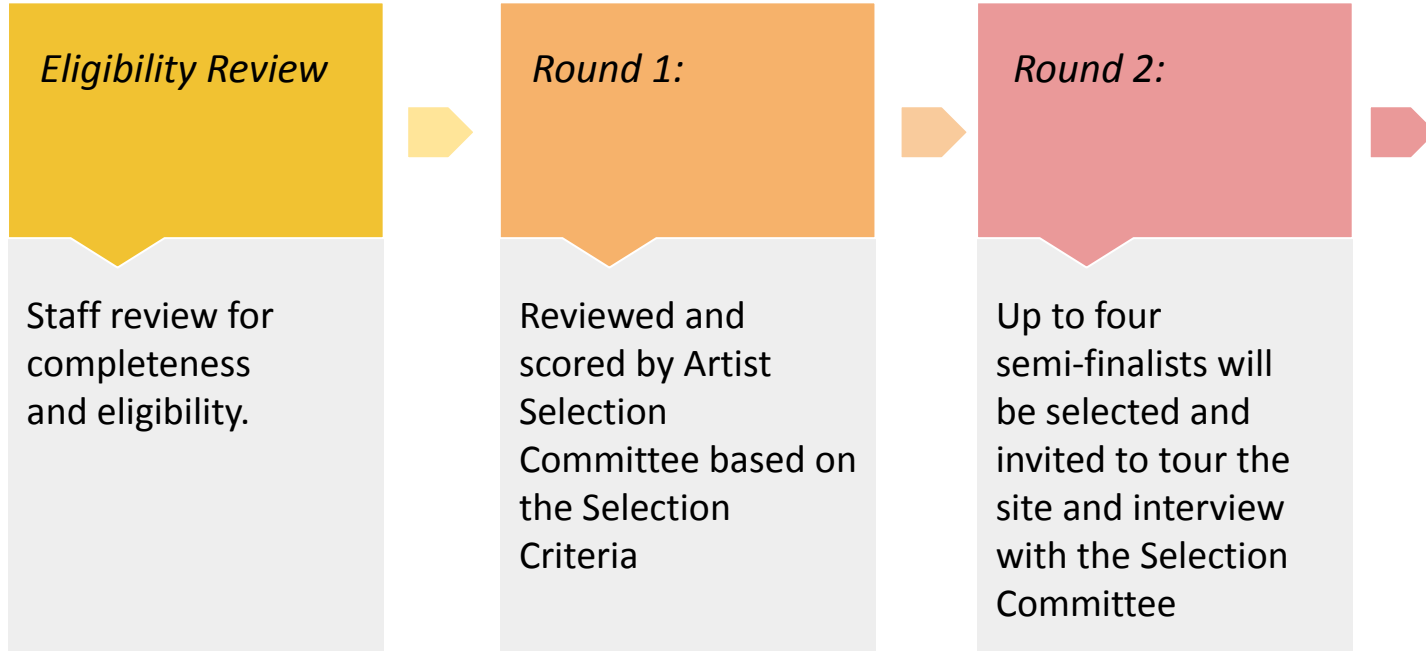 Eligibility Review
Staff review for
completeness
and eligibility.
Round 1:
Reviewed and
scored by Artist
Selection
Committee based on
the Selection
Criteria
Round 2:
Up to four
semi-finalists will
be selected and
invited to tour the
site and interview
with the Selection
Committee